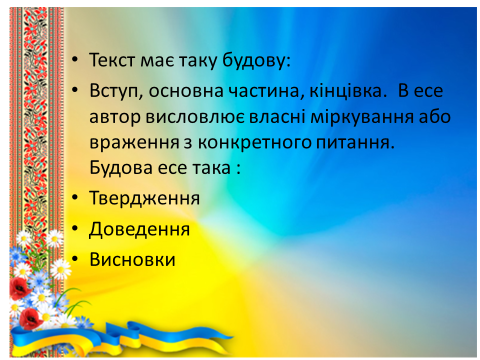 • Текст має таку будову:
• Вступ, основна частина, кінцівка.  В есе
автор висловлює власні міркування або
враження з конкретного питання.
Будова есе така :
• Твердження
• Доведення
• Висновки